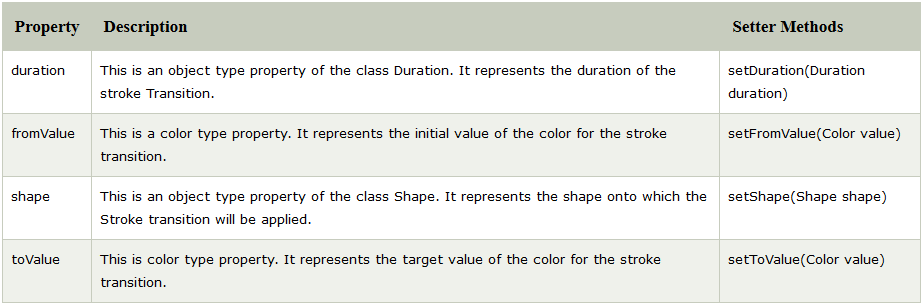 Property Description Setter Methods
duration This is an object type property of the class Duration. It represents the duration of the setDuration(Duration
stroke Transition. duration)
fromValue This is a color type property. It represents the initial value of the color for the stroke setFromValue(Color value)
transition.
shape This is an object type property of the class Shape. It represents the shape onto which the setShape(Shape shape)
Stroke transition will be applied.
toValue This is color type property. It represents the target value of the color for the stroke setToValue(Color value)
transition.